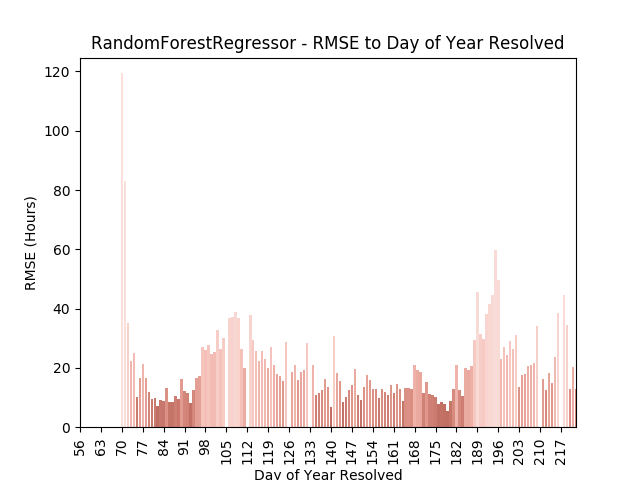 RandomForestRegressor - RMSE to Day of Year Resolved
120
100
80
60
40
20
0
RMSE (Hours)
56 63 70 77 84 91 98 105 112 119 126 133 140 147 154 161 168 175 182 189 196 203 210 217
Day of Year Resolved